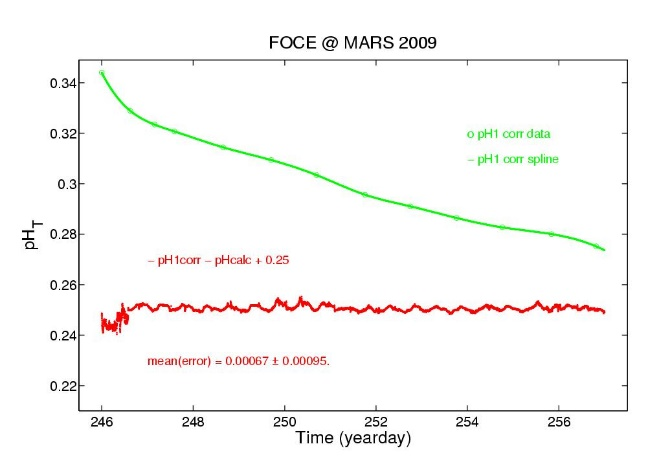 FOCE @ MARS 2009
0.34
0.32
0.3
0.28
0.26
0.24
0.22
pH_T
o pH1 corr data
− pH1 corr spline
− pH1corr − pHcalc + 0.25
mean(error) = 0.00067 ± 0.00095.
246 248 250 252 254 256
Time (yearday)